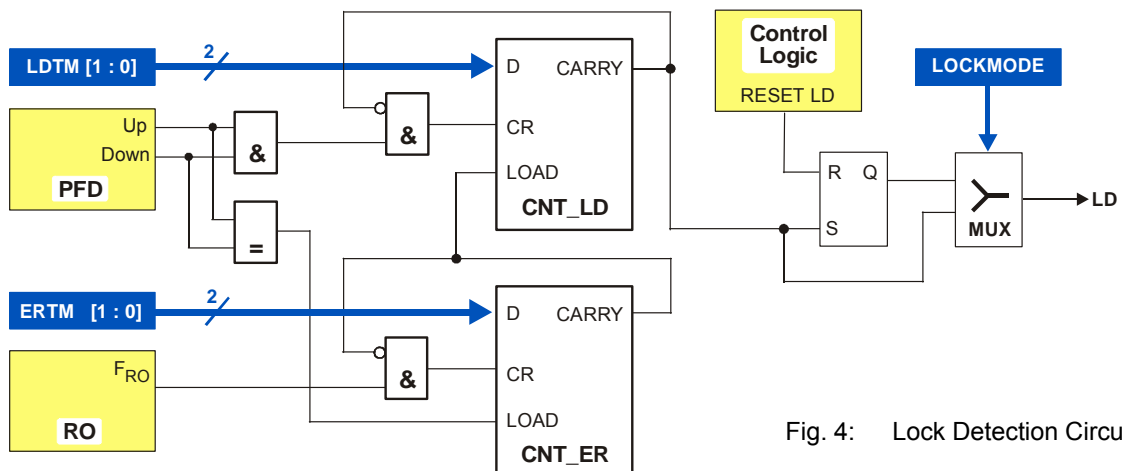 LDTM [1 : 0]
2
D
CARRY
CR
LOAD
CNT_LD
Up
Down
PFD
&
&
=
Control
Logic
RESET LD
LOCKMODE
R
Q
S
MUX
LD
ERTM [1 : 0]
2
D
CARRY
CR
LOAD
CNT_ER
FRO
RO
&
Fig. 4: Lock Detection Circu